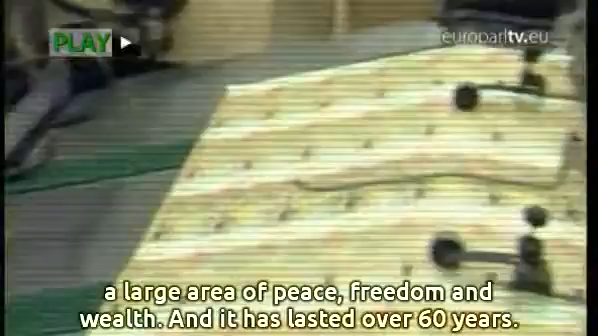 PLAY
europarltv.eu
a large area of peace, freedom and
wealth. And it has lasted over 60 years.